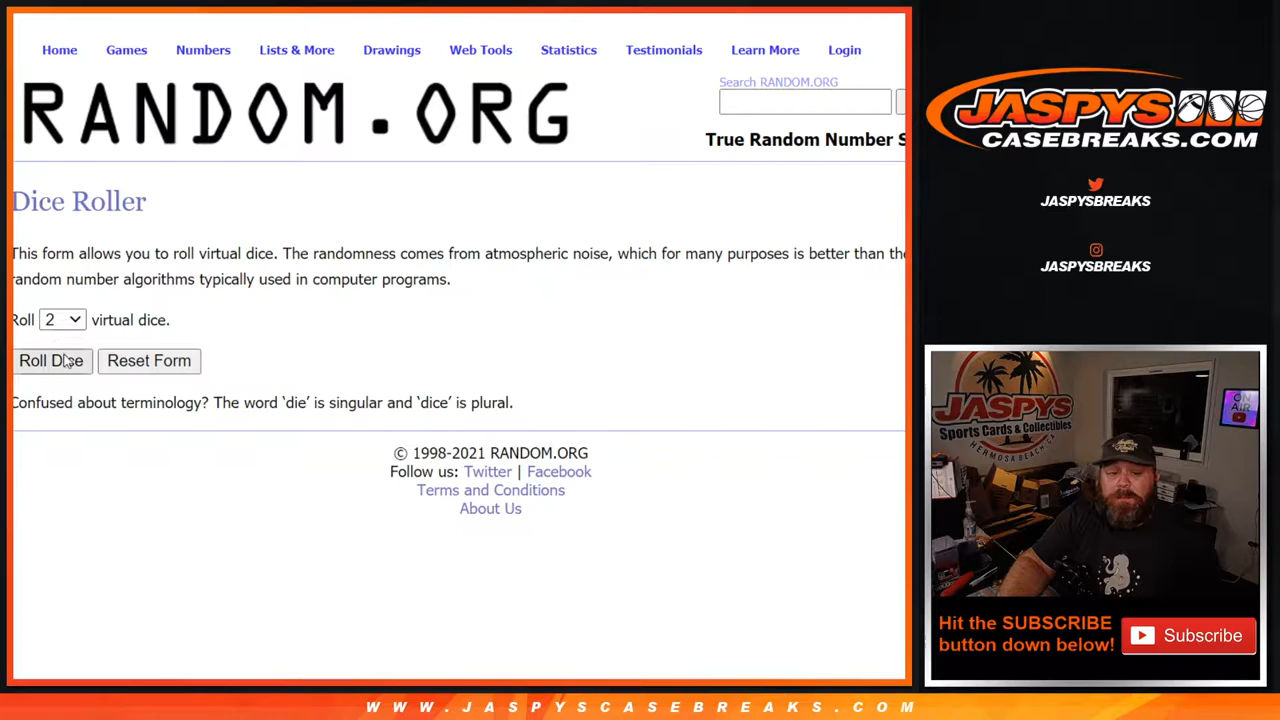 Home Games Numbers Lists & More Drawings Web Tools Statistics Testimonials Learn More Login
RANDOM.ORG
Search RANDOM.ORG
True Random Number S
Dice Roller
This form allows you to roll virtual dice. The randomness comes from atmospheric noise, which for many purposes is better than the
random number algorithms typically used in computer programs.
Roll 2 virtual dice.
Roll Dice Reset Form
Confused about terminology? The word ‘die’ is singular and ‘dice’ is plural.
© 1998-2021 RANDOM.ORG
Follow us: Twitter | Facebook
Terms and Conditions
About Us
JASPYS
CASEBREAKS.COM
JASPYSBREAKS
JASPYSBREAKS
JASPYS
Sports Cards & Collectibles
HERMOSA BEACH, CA
ON
AIR
Hit the SUBSCRIBE
button down below!
Subscribe
WWW.JASPYSCASEBREAKS.COM